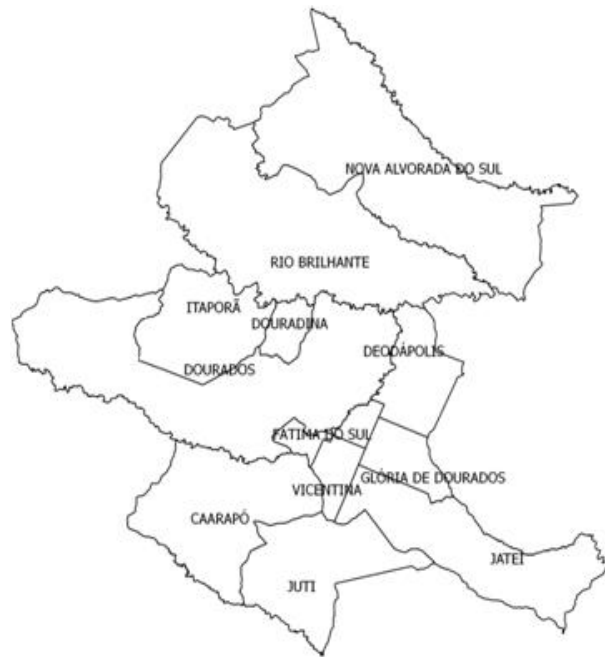 NOVA ALVORADA DO SUL
RIO BRILHANTE
ITAPORÃ
DOURADINA
DEODÁPOLIS
DOURADOS
FÁTIMA DO SUL
GLÓRIA DE DOURADOS
VICENTINA
CAARAPÓ
JATEÍ
JUTI